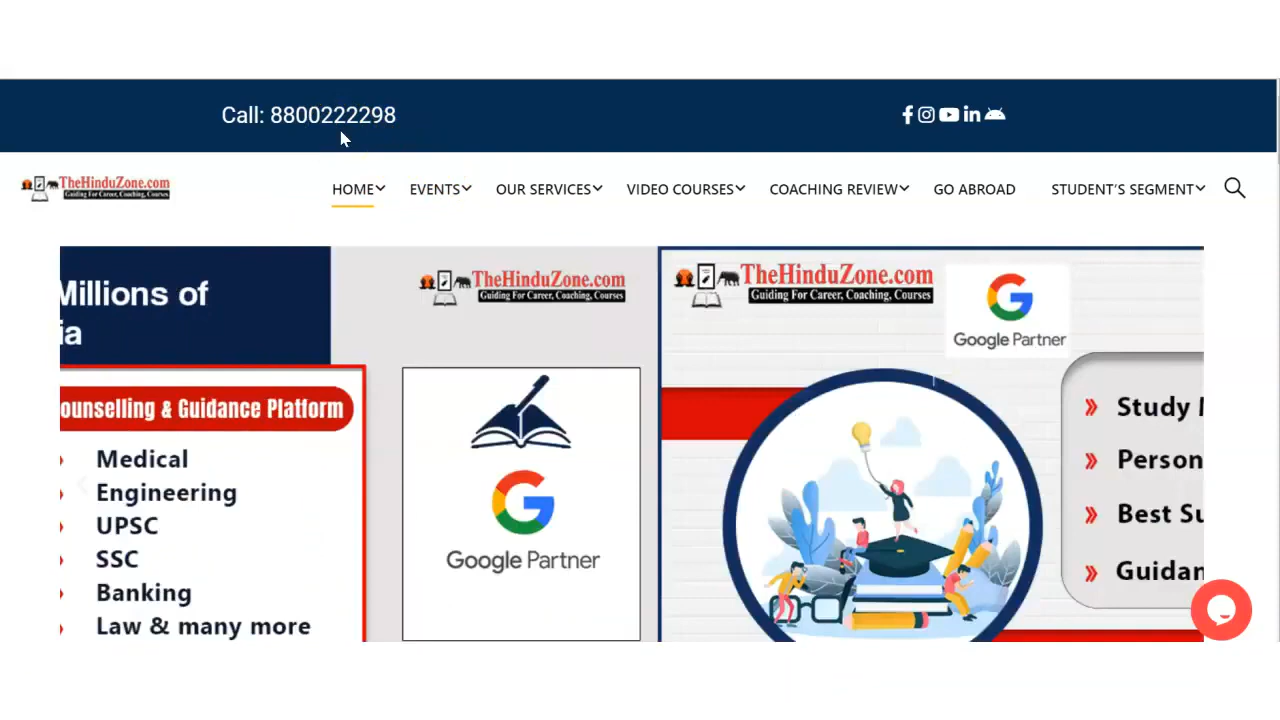 Call: 8800222298
TheHinduZone.com
Guiding For Career, Coaching, Courses
HOME
EVENTS
OUR SERVICES
VIDEO COURSES
COACHING REVIEW
GO ABROAD
STUDENT'S SEGMENT
Millions of
ia
ounselling & Guidance Platform
Medical
Engineering
UPSC
SSC
Banking
Law & many more
TheHinduZone.com
Guiding For Career, Coaching, Courses
Google Partner
TheHinduZone.com
Guiding For Career, Coaching, Courses
Google Partner
Study
Person
Best Su
Guidan